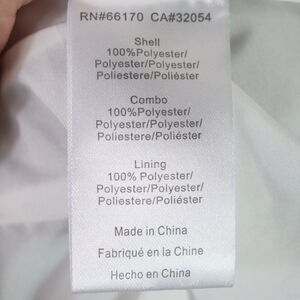 RN#66170 CA#32054
Shell
100%Polyester/
Polyester/Polyester/
Poliestere/Poliéster
Combo
100%Polyester/
Polyester/Polyester/
Poliestere/Poliéster
Lining
100% Polyester/
Polyester/Polyester/
Poliestere/Poliéster
Made in China
Fabriqué en la Chine
Hecho en China